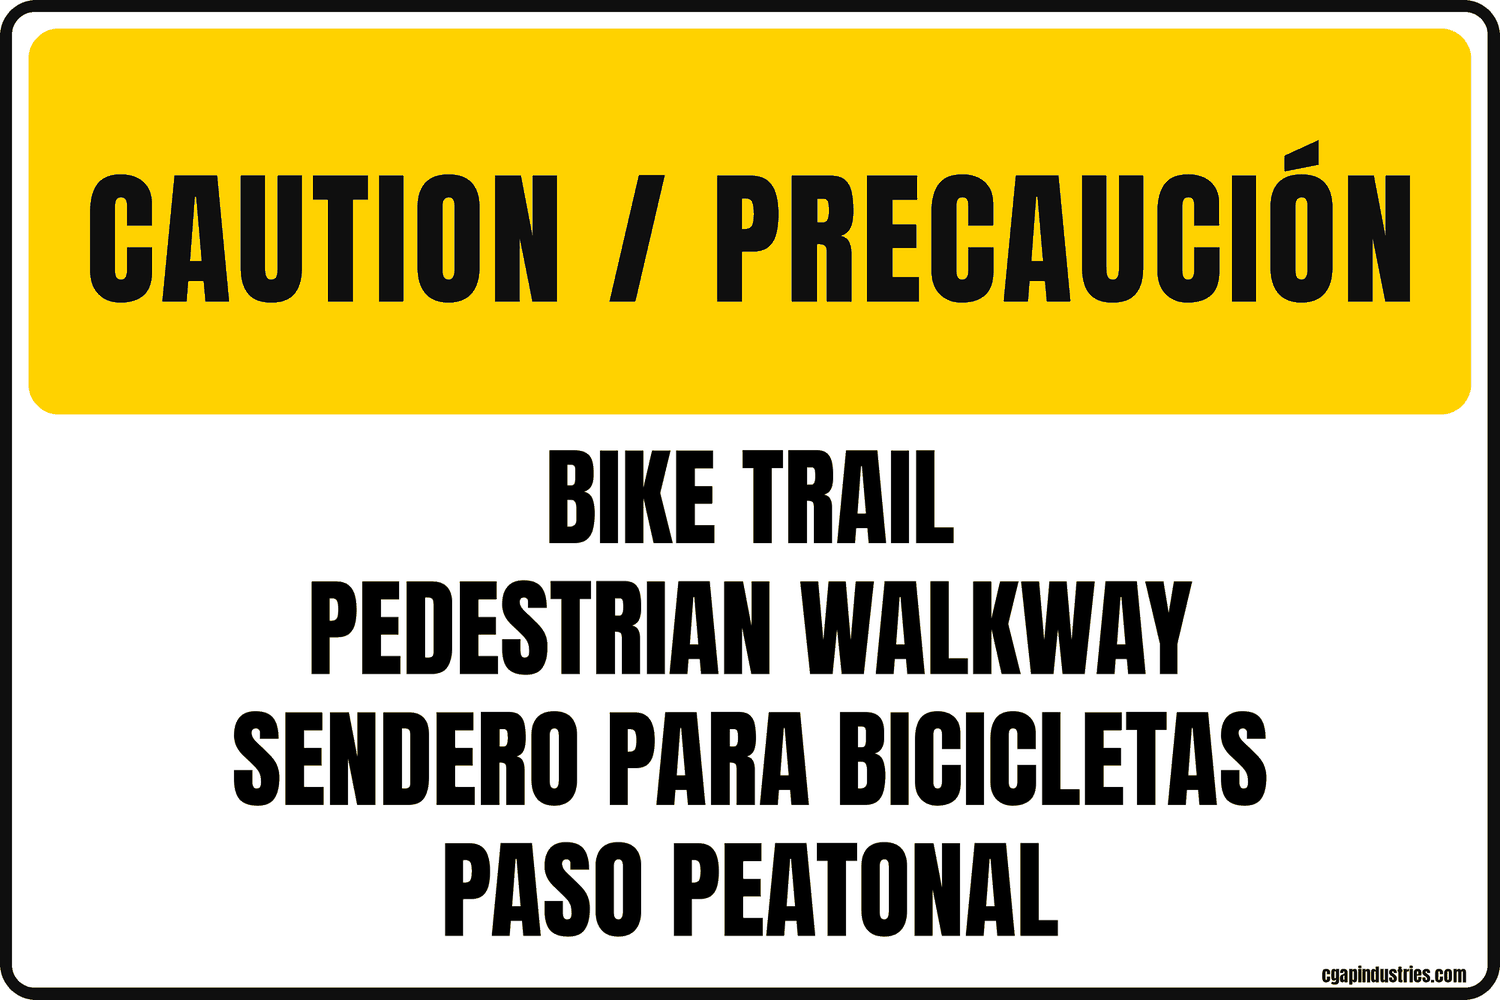 CAUTION / PRECAUCIÓN
BIKE TRAIL
PEDESTRIAN WALKWAY
SENDERO PARA BICICLETAS
PASO PEATONAL
cgapindustries.com